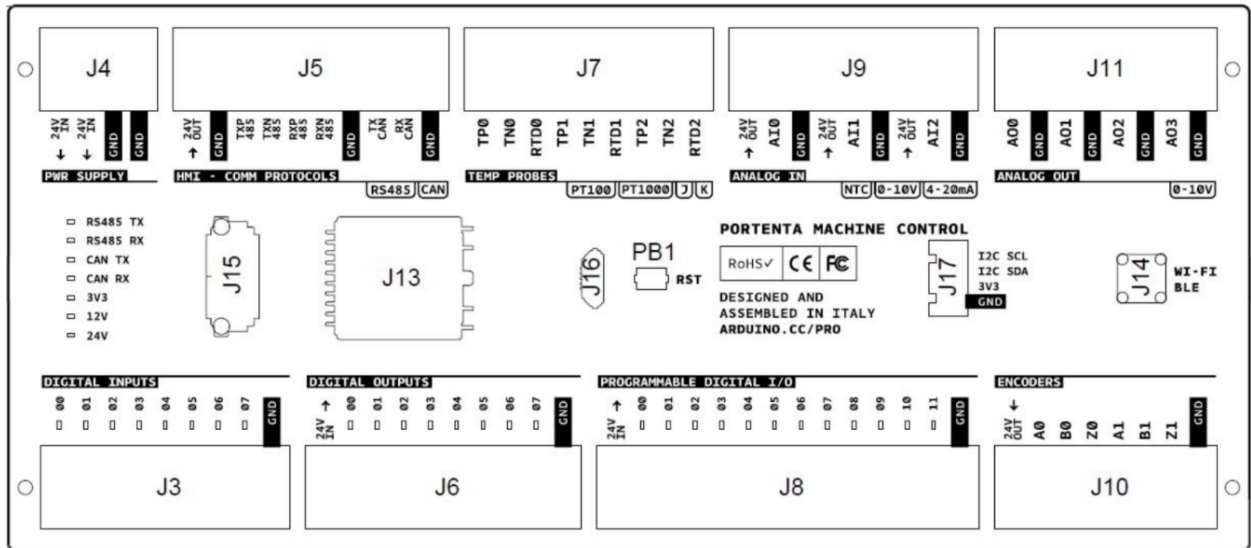 J4
J5
J7
J9
J11
24V IN
24V IN
GND
GND
24V OUT
GND
TXP 485
TXN 485
RXP 485
RXN 485
GND
TX CAN
RX CAN
GND
TP0
TN0
RTD0
TP1
TN1
RTD1
TP2
TN2
RTD2
24V OUT
AI0
GND
24V OUT
AI1
GND
24V OUT
AI2
GND
AO0
GND
AO1
GND
AO2
GND
AO3
GND
PWR SUPPLY
HMI - COMM PROTOCOLS
RS485 CAN
TEMP PROBES
PT100 PT1000 J K
ANALOG IN
NTC 0-10V 4-20mA
ANALOG OUT
0-10V
RS485 TX
RS485 RX
CAN TX
CAN RX
3V3
12V
24V
J15
J13
J16
PB1
RST
PORTENTA MACHINE CONTROL
RoHS✓ CE FC
DESIGNED AND
ASSEMBLED IN ITALY
ARDUINO.CC/PRO
J17
I2C SCL
I2C SDA
3V3
GND
J14
WI-FI
BLE
DIGITAL INPUTS
00 01 02 03 04 05 06 07 GND
DIGITAL OUTPUTS
24V IN 00 01 02 03 04 05 06 07 GND
PROGRAMMABLE DIGITAL I/O
24V IN 00 01 02 03 04 05 06 07 08 09 10 11 GND
ENCODERS
24V OUT A0 B0 Z0 A1 B1 Z1 GND
J3
J6
J8
J10